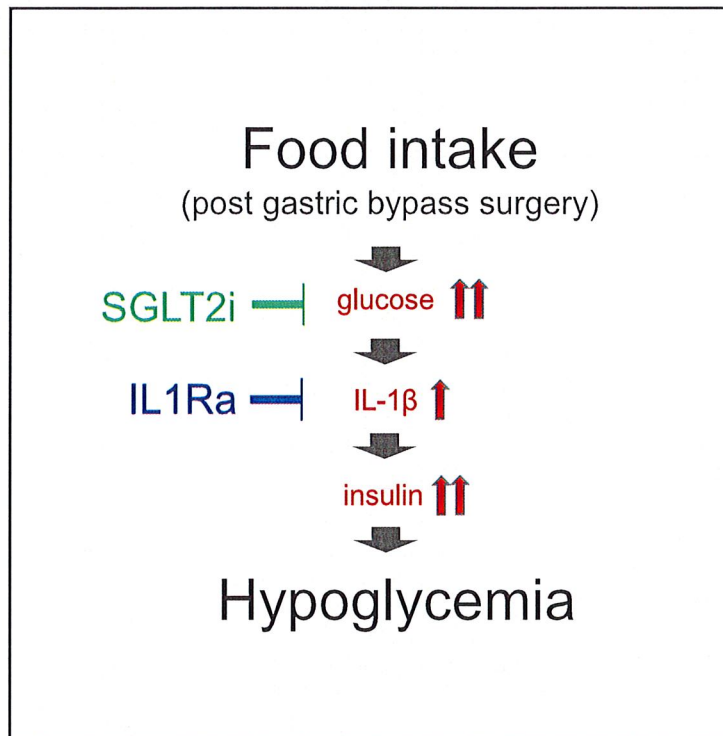 Food intake
(post gastric bypass surgery)
SGLT2i
glucose
IL1Ra
IL-1β
insulin
Hypoglycemia